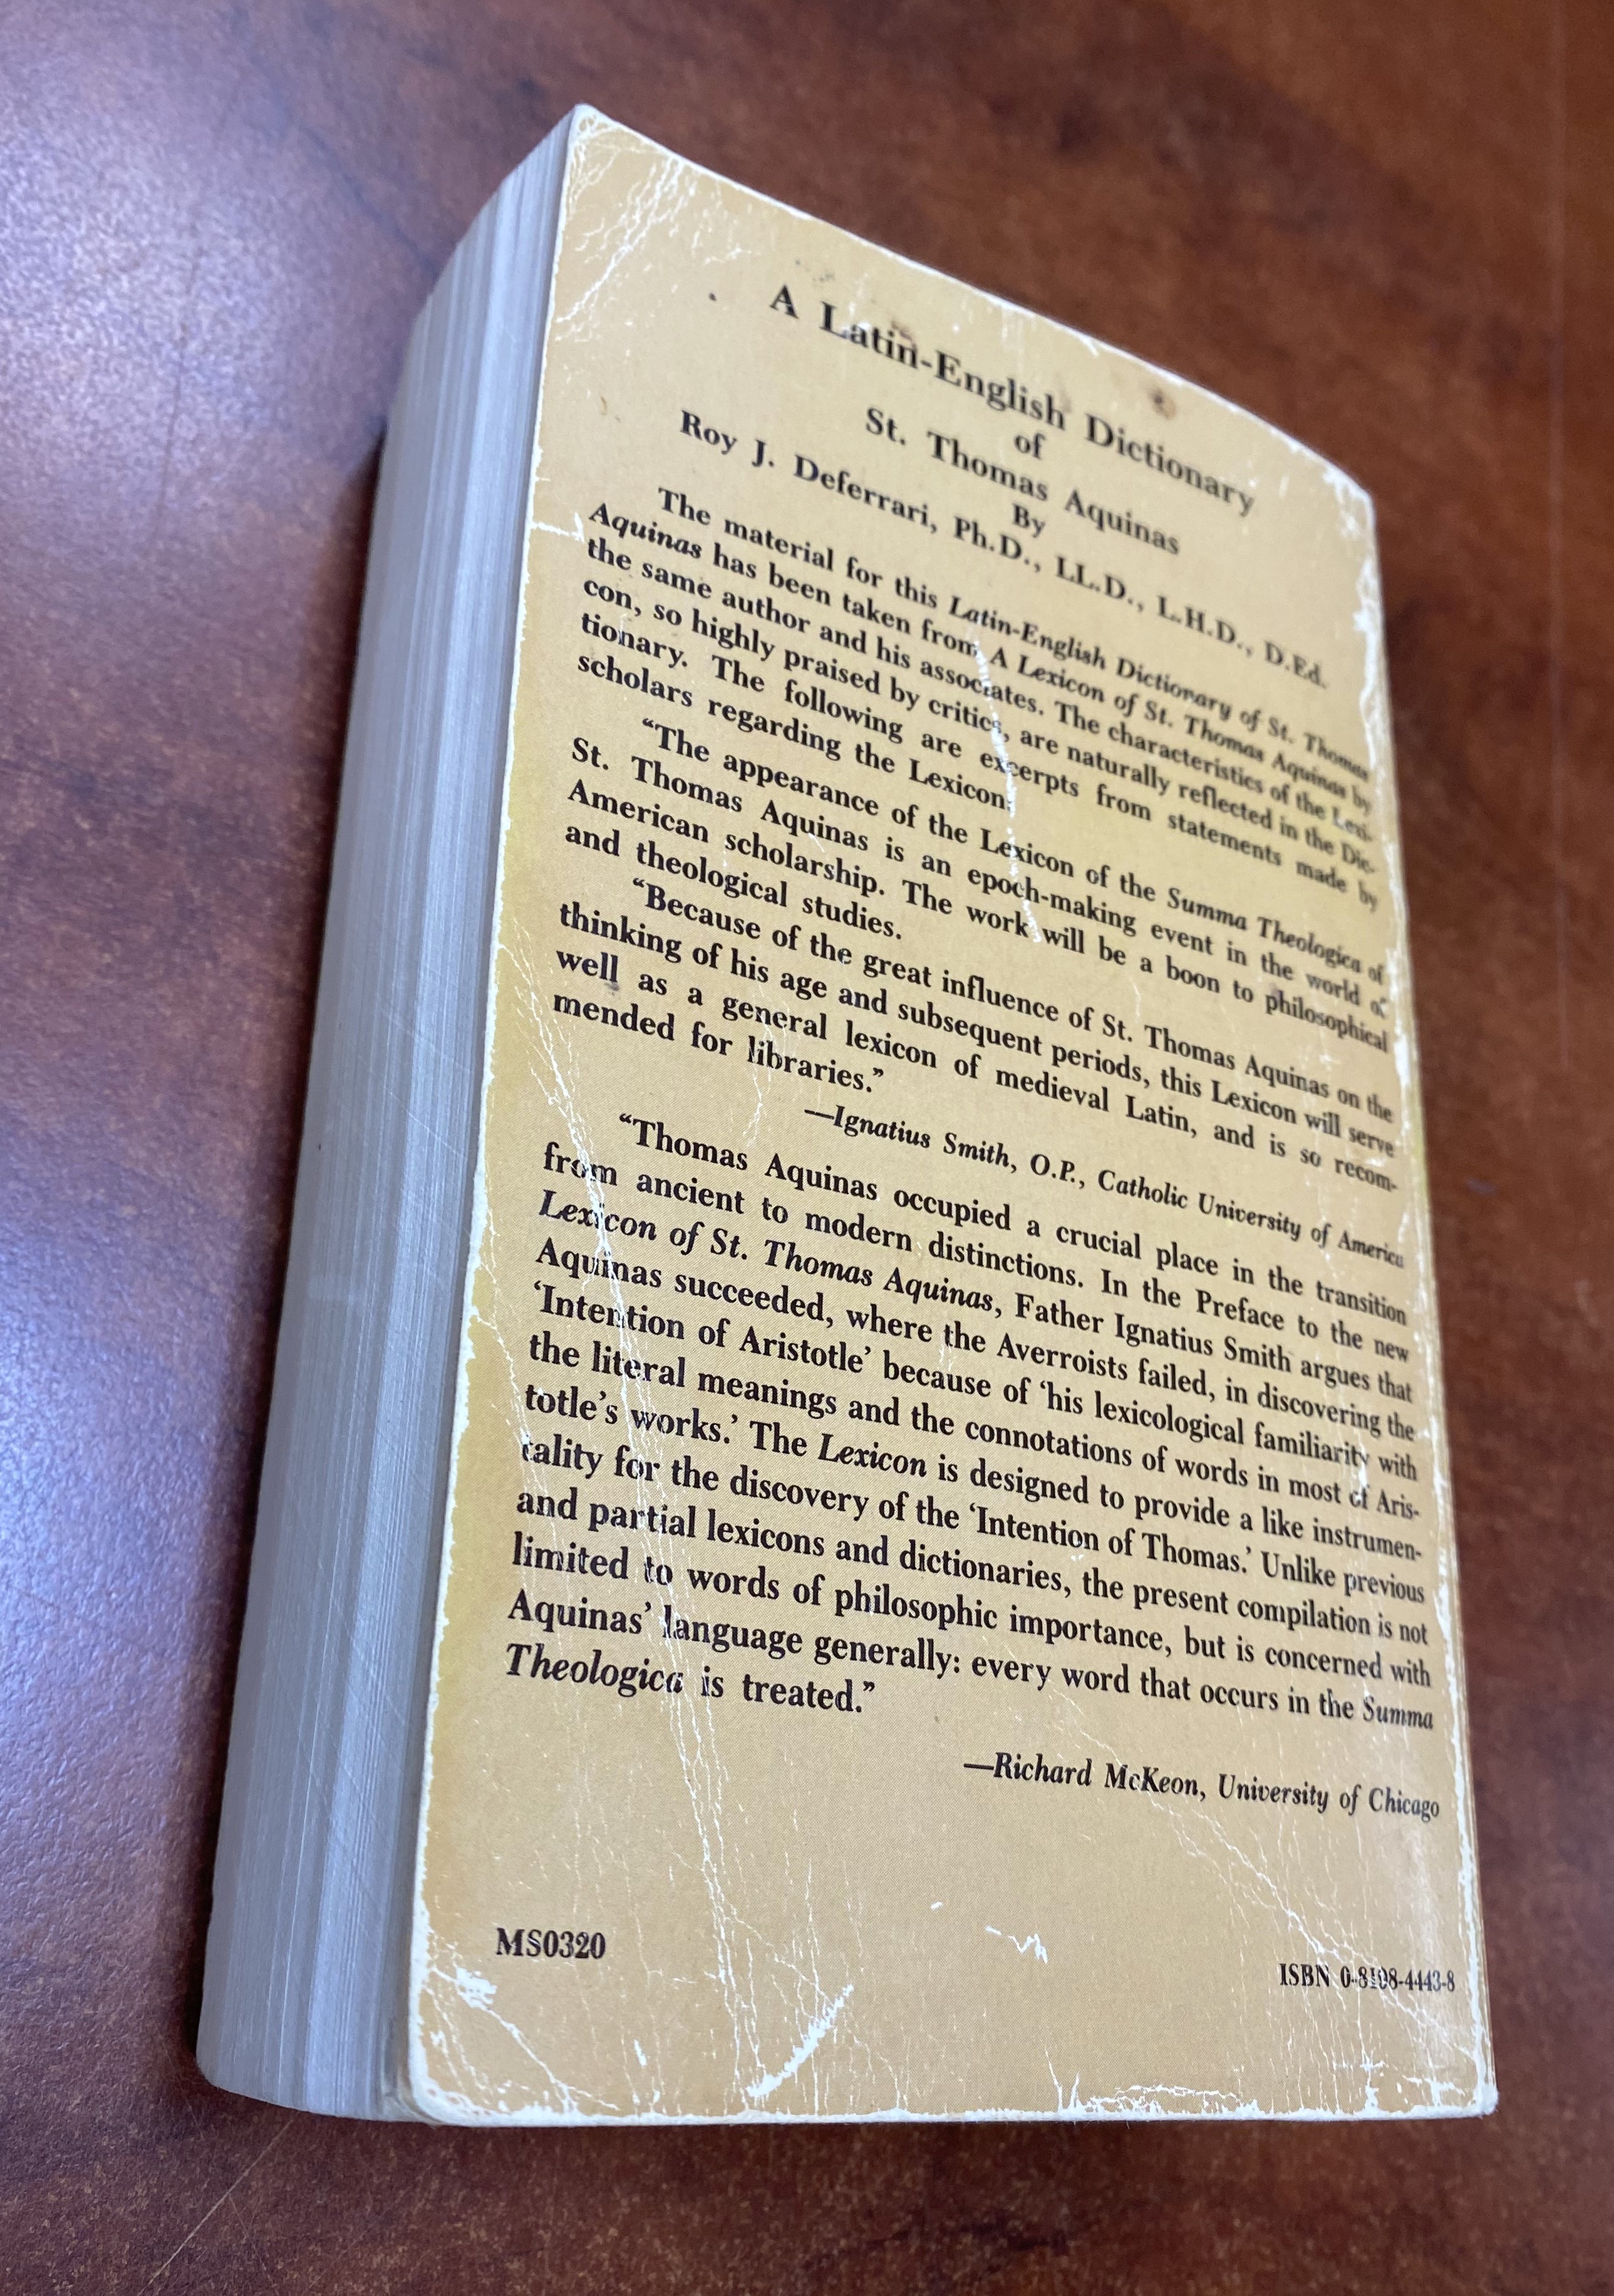 A Latin-English Dictionary
of
St. Thomas Aquinas
By
Roy J. Deferrari, Ph.D., LL.D., L.H.D., D.Ed.
The material for this Latin-English Dictionary of St. Thomas
Aquinas has been taken from A Lexicon of St. Thomas Aquinas by
the same author and his associates. The characteristics of the Lexi-
con, so highly praised by critics, are naturally reflected in the Dic-
tionary. The following are excerpts from statements made by
scholars regarding the Lexicon:
“The appearance of the Lexicon of the Summa Theologica of
St. Thomas Aquinas is an epoch-making event in the world of
American scholarship. The work will be a boon to philosophical
and theological studies.
“Because of the great influence of St. Thomas Aquinas on the
thinking of his age and subsequent periods, this Lexicon will serve
well as a general lexicon of medieval Latin, and is so recom-
mended for libraries.”
—Ignatius Smith, O.P., Catholic University of America
“Thomas Aquinas occupied a crucial place in the transition
from ancient to modern distinctions. In the Preface to the new
Lexicon of St. Thomas Aquinas, Father Ignatius Smith argues that
Aquinas succeeded, where the Averroists failed, in discovering the
‘Intention of Aristotle’ because of ‘his lexicological familiarity with
the literal meanings and the connotations of words in most of Aris-
totle’s works.’ The Lexicon is designed to provide a like instrumen-
tality for the discovery of the ‘Intention of Thomas.’ Unlike previous
and partial lexicons and dictionaries, the present compilation is not
limited to words of philosophic importance, but is concerned with
Aquinas’ language generally: every word that occurs in the Summa
Theologica is treated.”
—Richard McKeon, University of Chicago
MS0320
ISBN 0-8198-4443-8